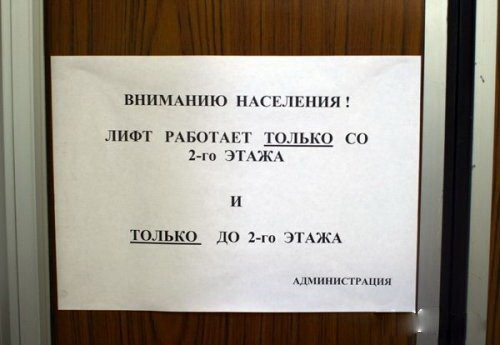 ВНИМАНИЮ НАСЕЛЕНИЯ !
ЛИФТ РАБОТАЕТ ТОЛЬКО СО
2-го ЭТАЖА
И
ТОЛЬКО ДО 2-го ЭТАЖА
АДМИНИСТРАЦИЯ